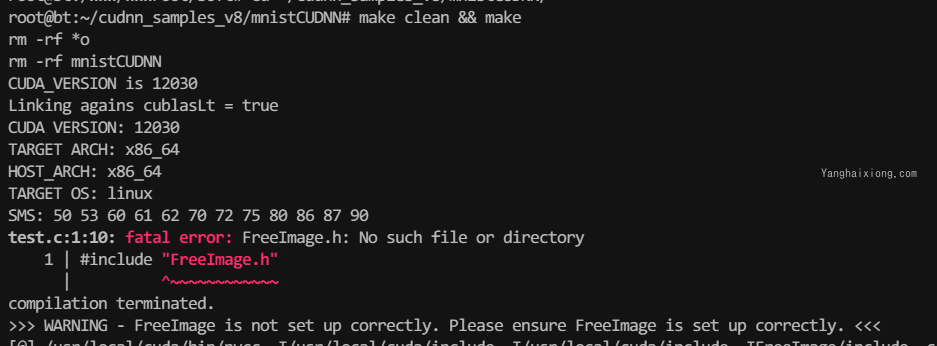 root@bt:~/cudnn_samples_v8/mnistCUDNN# make clean && make
rm -rf *o
rm -rf mnistCUDNN
CUDA_VERSION is 12030
Linking agains cublasLt = true
CUDA VERSION: 12030
TARGET ARCH: x86_64
HOST_ARCH: x86_64
Yanghaixiong.com
TARGET OS: linux
SMS: 50 53 60 61 62 70 72 75 80 86 87 90
test.c:1:10: fatal error: FreeImage.h: No such file or directory
1 | #include "FreeImage.h"
| ^~~~~~~~~~~~~
compilation terminated.
>>> WARNING - FreeImage is not set up correctly. Please ensure FreeImage is set up correctly. <<<